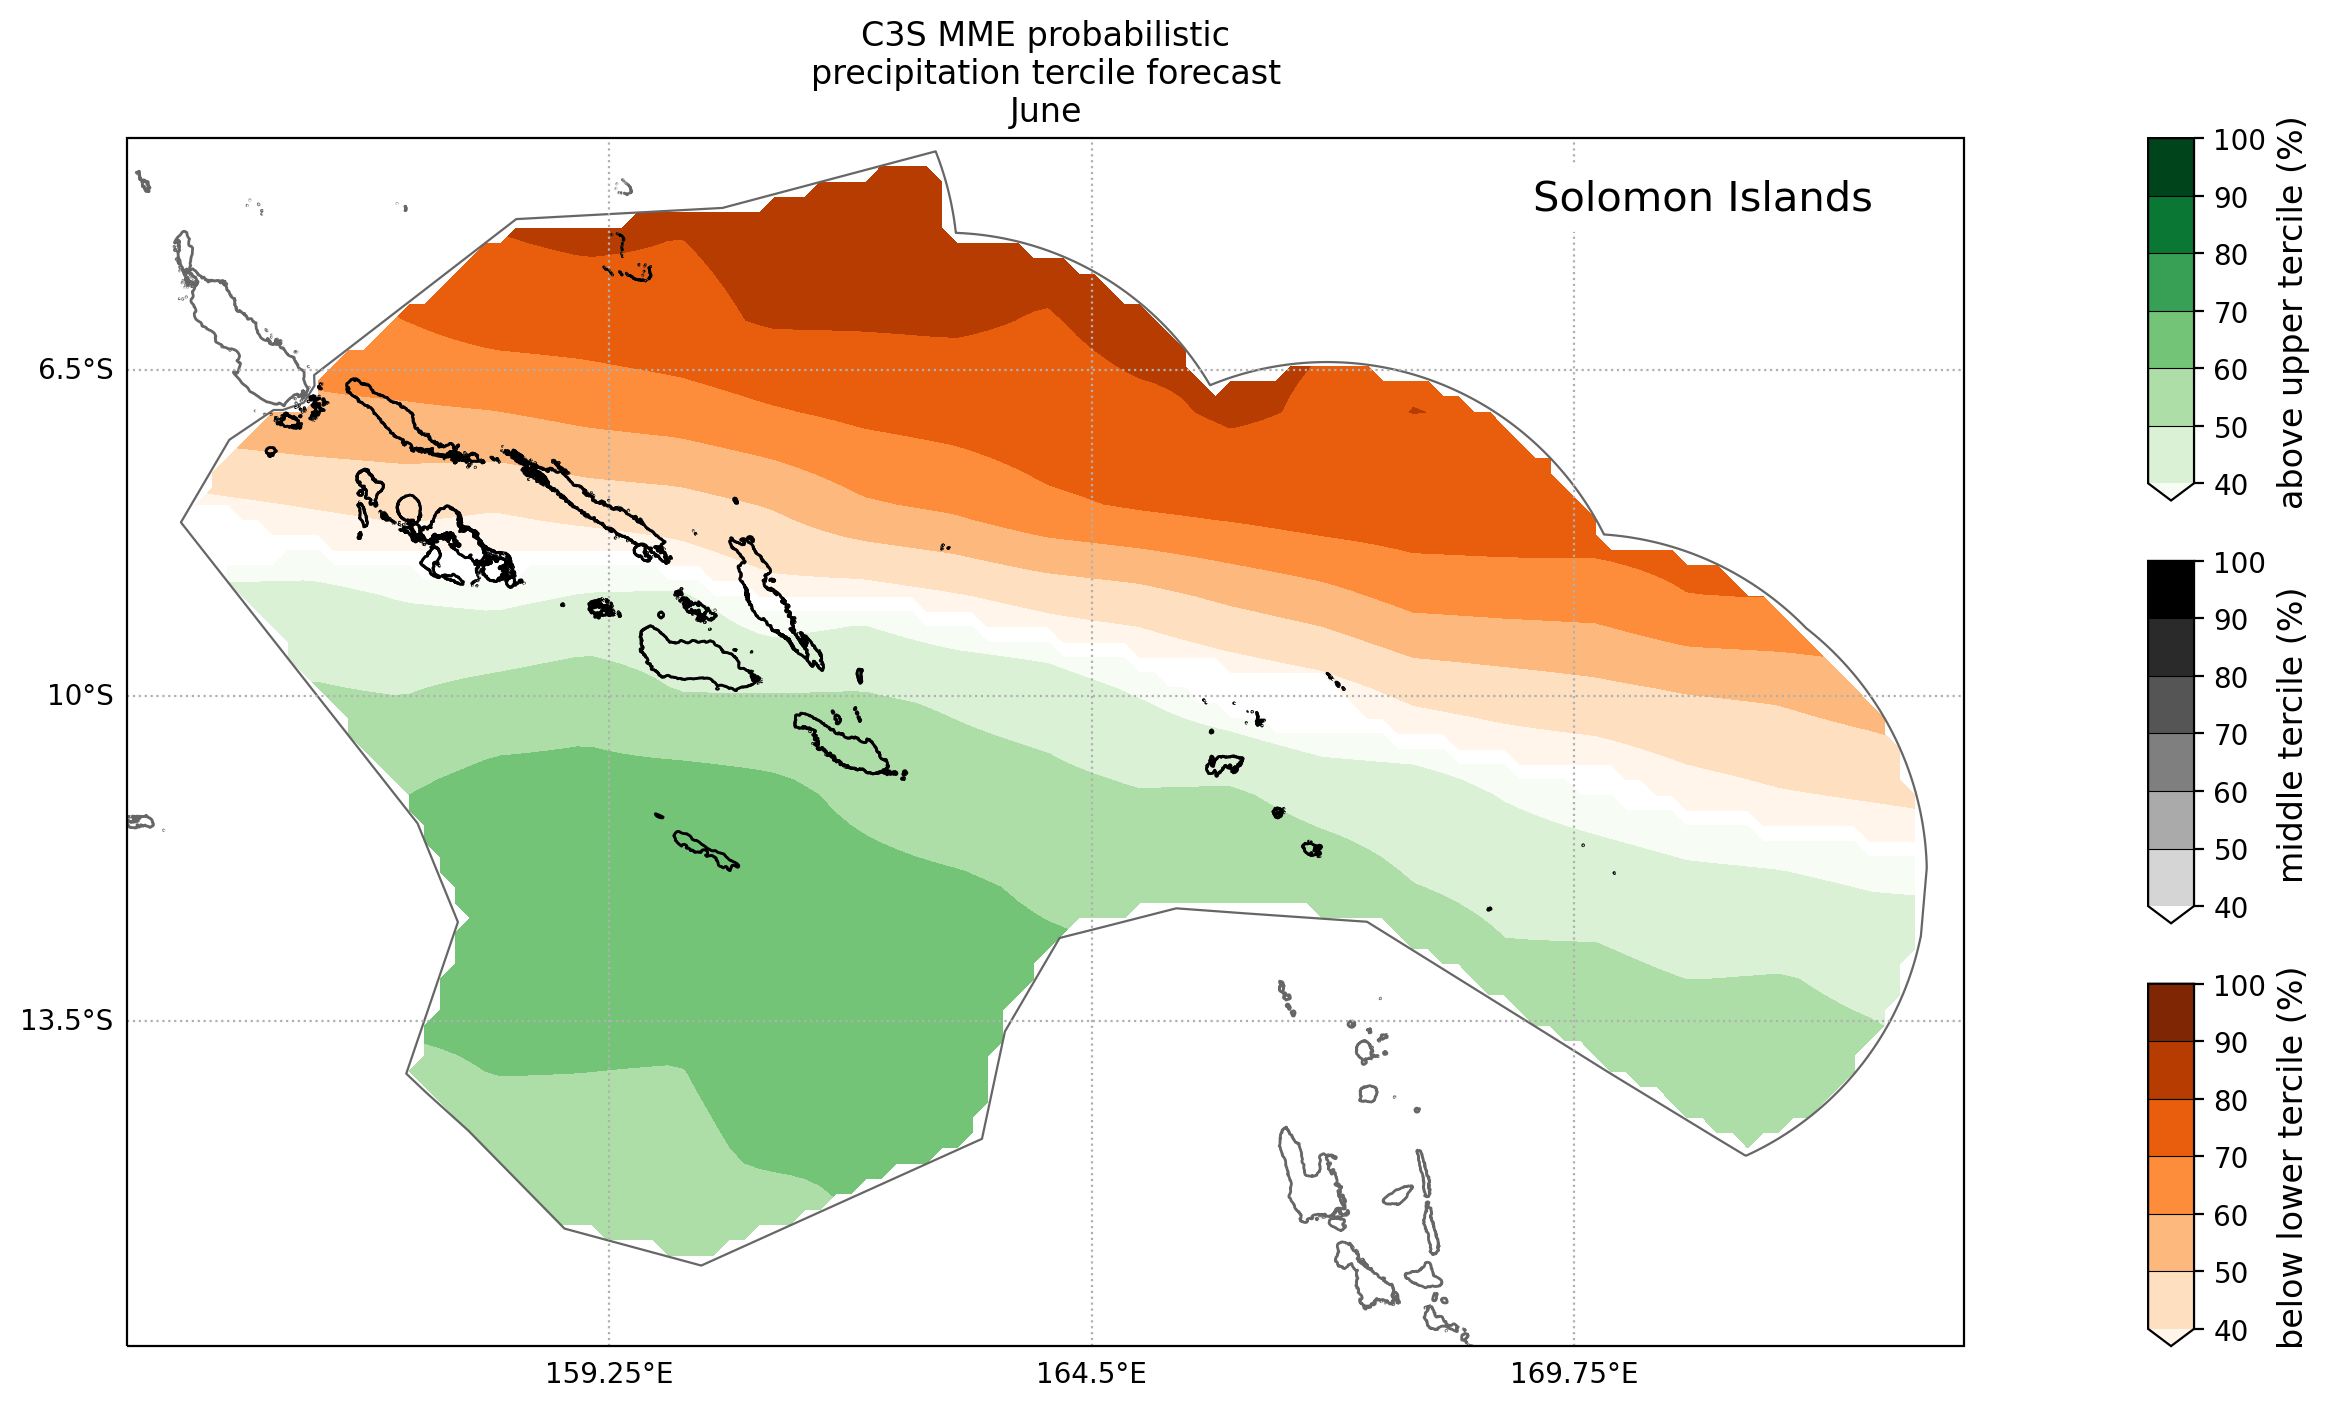 C3S MME probabilistic
precipitation tercile forecast
June
Solomon Islands
6.5°S
10°S
13.5°S
159.25°E
164.5°E
169.75°E
100
90
80
70
60
50
40
above upper tercile (%)
100
90
80
70
60
50
40
middle tercile (%)
100
90
80
70
60
50
40
below lower tercile (%)